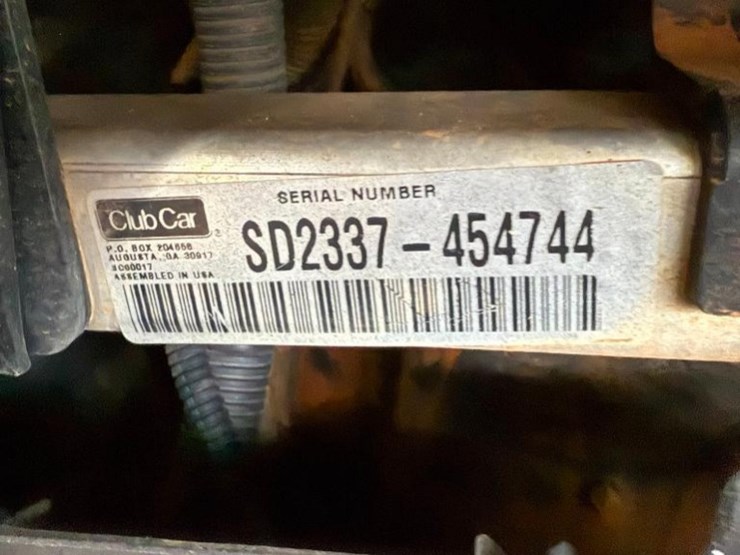 SERIAL NUMBER
Club Car
SD2337-454744
P.O. BOX 204658
AUGUSTA, GA 30917
ASSEMBLED IN USA